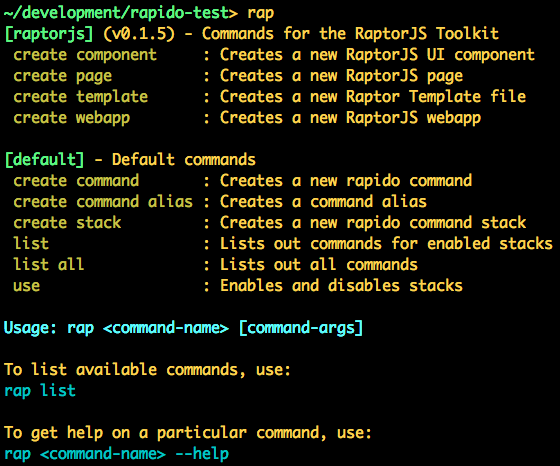 ~/development/rapido-test> rap
[raptorjs] (v0.1.5) - Commands for the RaptorJS Toolkit
create component : Creates a new RaptorJS UI component
create page : Creates a new RaptorJS page
create template : Creates a new Raptor Template file
create webapp : Creates a new RaptorJS webapp
[default] - Default commands
create command : Creates a new rapido command
create command alias : Creates a command alias
create stack : Creates a new rapido command stack
list : Lists out commands for enabled stacks
list all : Lists out all commands
use : Enables and disables stacks
Usage: rap <command-name> [command-args]
To list available commands, use:
rap list
To get help on a particular command, use:
rap <command-name> --help